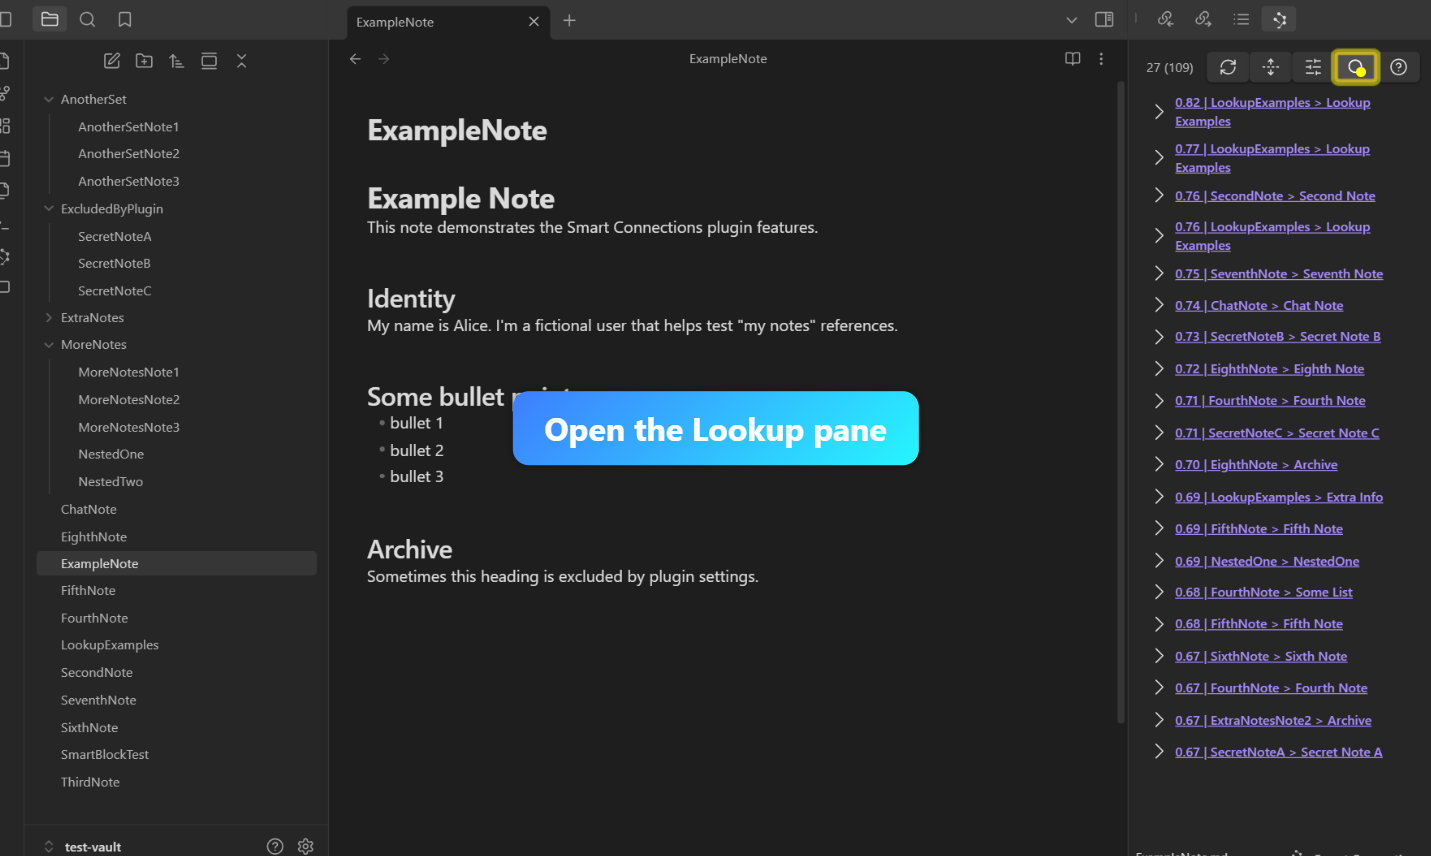 ExampleNote
AnotherSet
AnotherSetNote1
AnotherSetNote2
AnotherSetNote3
ExcludedByPlugin
SecretNoteA
SecretNoteB
SecretNoteC
ExtraNotes
MoreNotes
MoreNotesNote1
MoreNotesNote2
MoreNotesNote3
NestedOne
NestedTwo
ChatNote
EighthNote
ExampleNote
FifthNote
FourthNote
LookupExamples
SecondNote
SeventhNote
SixthNote
SmartBlockTest
ThirdNote
test-vault
ExampleNote
ExampleNote
Example Note
This note demonstrates the Smart Connections plugin features.
Identity
My name is Alice. I'm a fictional user that helps test "my notes" references.
Some bullet
bullet 1
bullet 2
bullet 3
Open the Lookup pane
Archive
Sometimes this heading is excluded by plugin settings.
27 (109)
0.82 | LookupExamples > Lookup
Examples
0.77 | LookupExamples > Lookup
Examples
0.76 | SecondNote > Second Note
0.76 | LookupExamples > Lookup
Examples
0.75 | SeventhNote > Seventh Note
0.74 | ChatNote > Chat Note
0.73 | SecretNoteB > Secret Note B
0.72 | EighthNote > Eighth Note
0.71 | FourthNote > Fourth Note
0.71 | SecretNoteC > Secret Note C
0.70 | EighthNote > Archive
0.69 | LookupExamples > Extra Info
0.69 | FifthNote > Fifth Note
0.69 | NestedOne > NestedOne
0.68 | FourthNote > Some List
0.68 | FifthNote > Fifth Note
0.67 | SixthNote > Sixth Note
0.67 | FourthNote > Fourth Note
0.67 | ExtraNotesNote2 > Archive
0.67 | SecretNoteA > Secret Note A